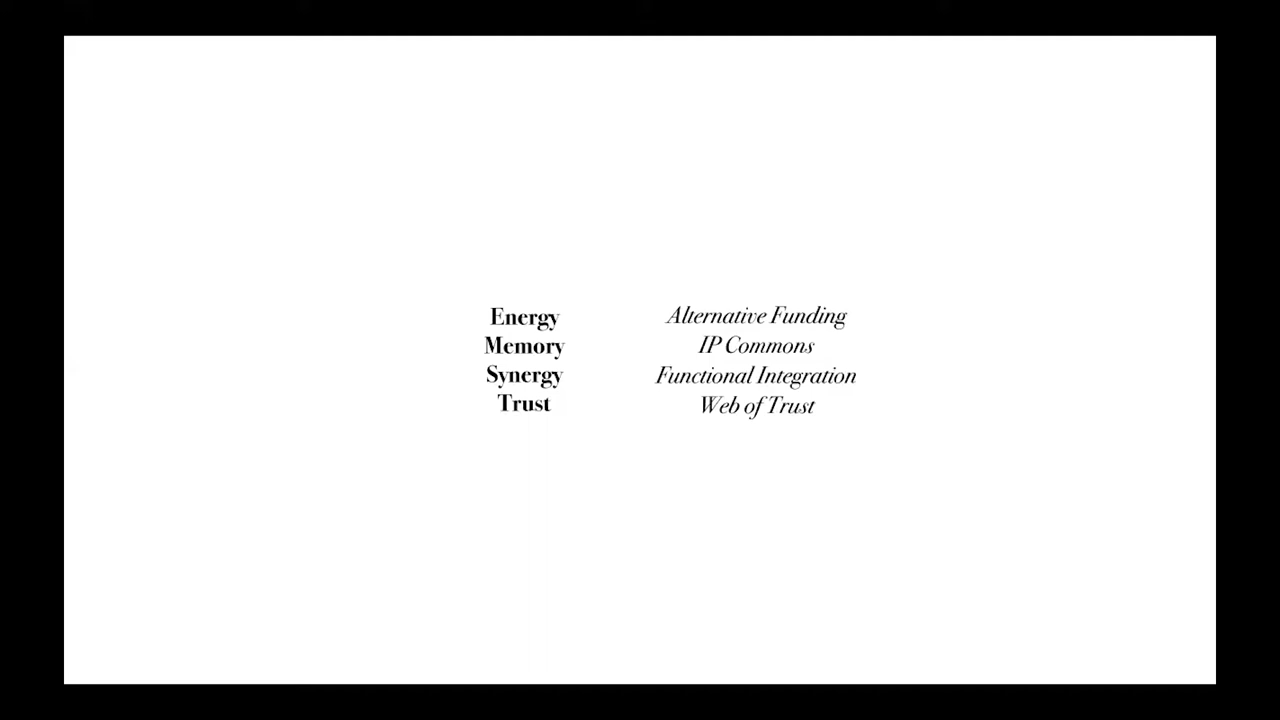 Energy Alternative Funding
Memory IP Commons
Synergy Functional Integration
Trust Web of Trust